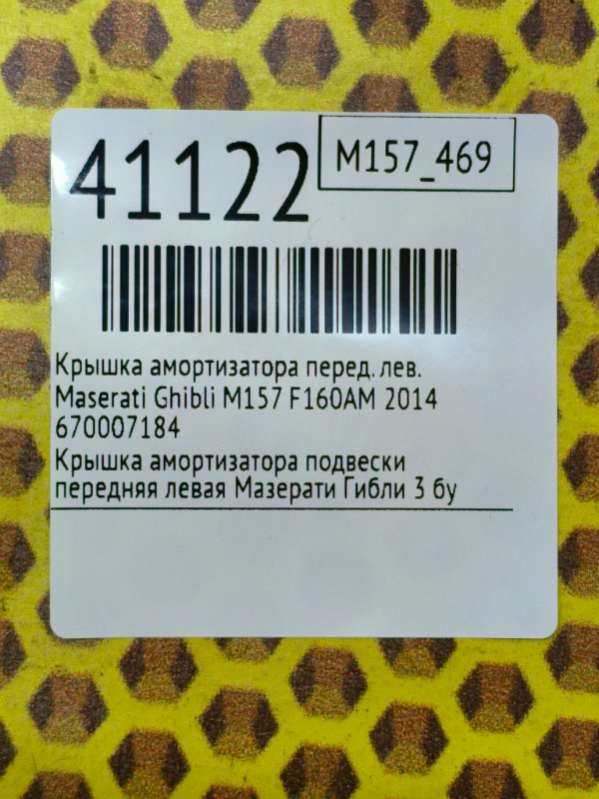 41122
M157_469
Крышка амортизатора перед. лев.
Maserati Ghibli M157 F160AM 2014
670007184
Крышка амортизатора подвески
передняя левая Мазерати Гибли 3 бу